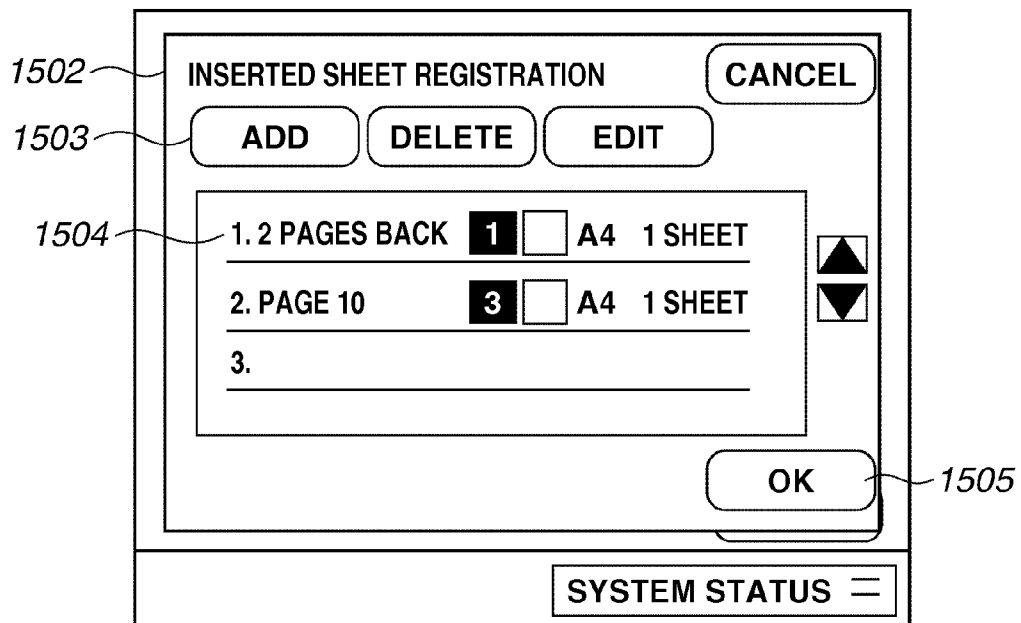 1502 INSERTED SHEET REGISTRATION CANCEL
1503 ADD DELETE EDIT
1504 1. 2 PAGES BACK 1 A4 1 SHEET
2. PAGE 10 3 A4 1 SHEET
3.
OK 1505
SYSTEM STATUS